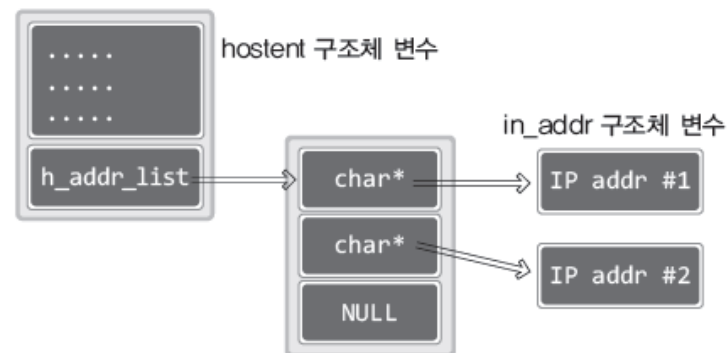 .....
.....
.....
hostent 구조체 변수
in_addr 구조체 변수
h_addr_list
char*
IP addr #1
char*
IP addr #2
NULL